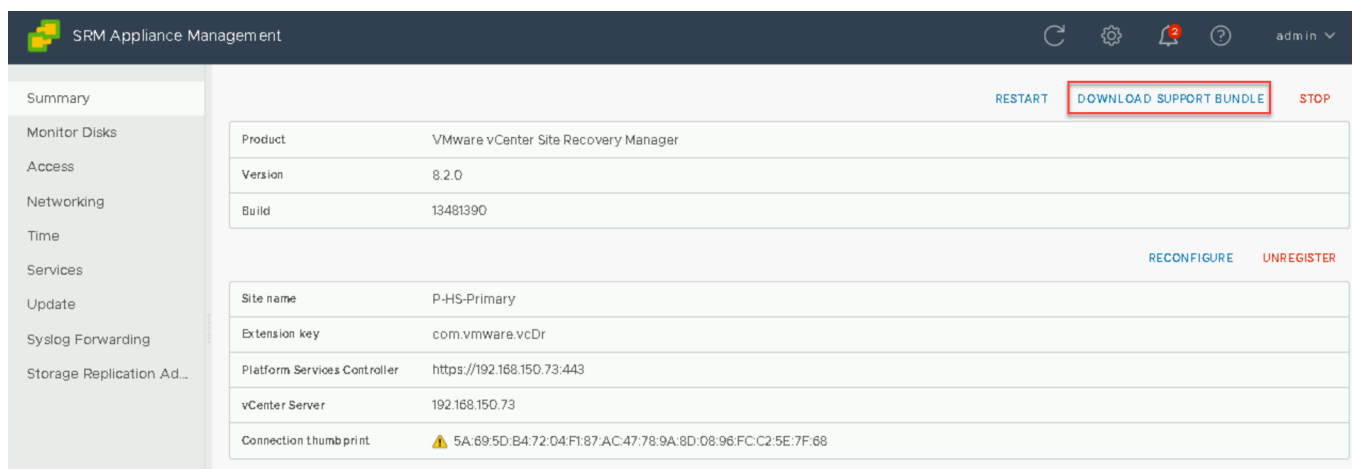 SRM Appliance Management
2
admin
Summary
Monitor Disks
Access
Networking
Time
Services
Update
Syslog Forwarding
Storage Replication Ad...
RESTART DOWNLOAD SUPPORT BUNDLE STOP
Product VMware vCenter Site Recovery Manager
Version 8.2.0
Build 13481390
RECONFIGURE UNREGISTER
Site name P-HS-Primary
Extension key com.vmware.vcDr
Platform Services Controller https://192.168.150.73:443
vCenter Server 192.168.150.73
Connection thumbprint 5A:69:5D:B4:72:04:F1:87:AC:47:78:9A:8D:08:96:FC:C2:5E:7F:68